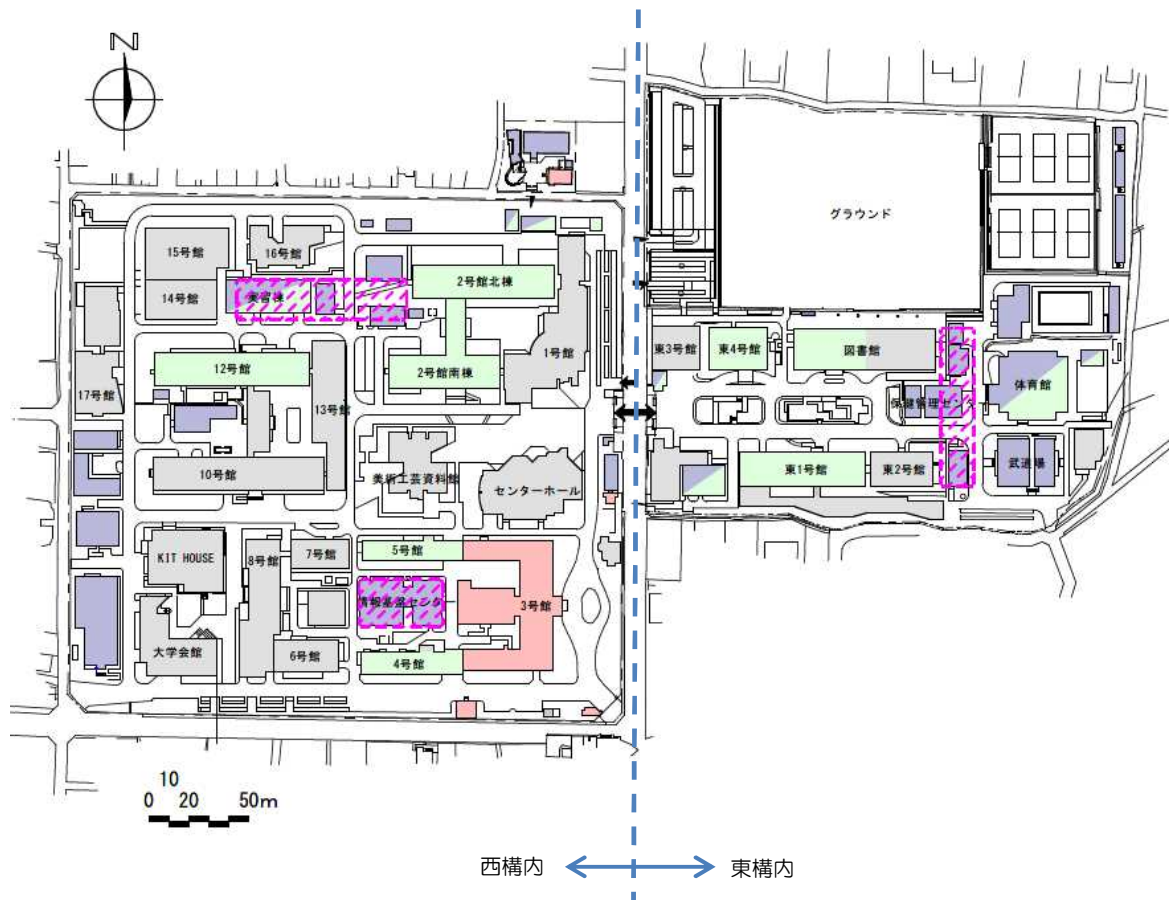 N
グラウンド
15号館
16号館
2号館北棟
14号館
実習棟
1号館
東3号館
東4号館
図書館
12号館
2号館南棟
17号館
13号館
体育館
保健管理センター
10号館
美術工芸資料館
センターホール
東1号館
東2号館
武道場
KIT HOUSE
8号館
7号館
5号館
情報基盤センター
3号館
大学会館
6号館
4号館
10
0 20 50m
西構内
東構内